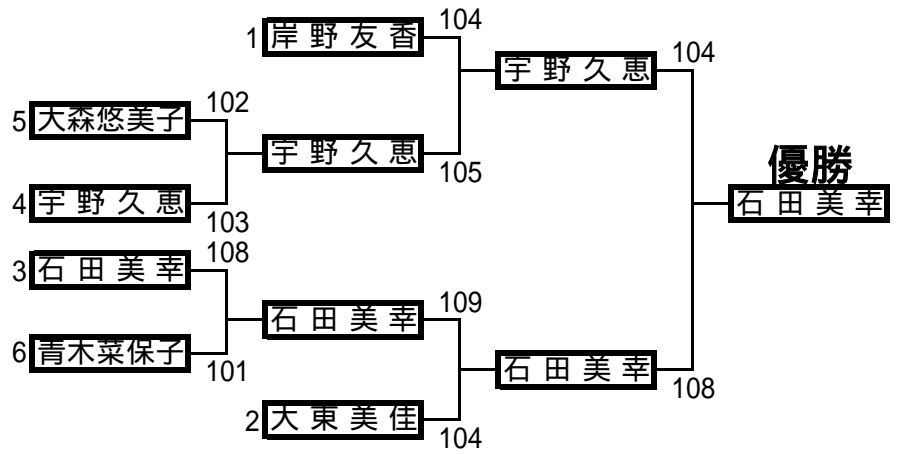 104
1 岸野友香
宇野久恵 104
5 大森悠美子 102
宇野久恵 105
優勝
石田美幸
4 宇野久恵 103
3 石田美幸 108
石田美幸 109
6 青木菜保子 101
石田美幸 108
2 大東美佳 104